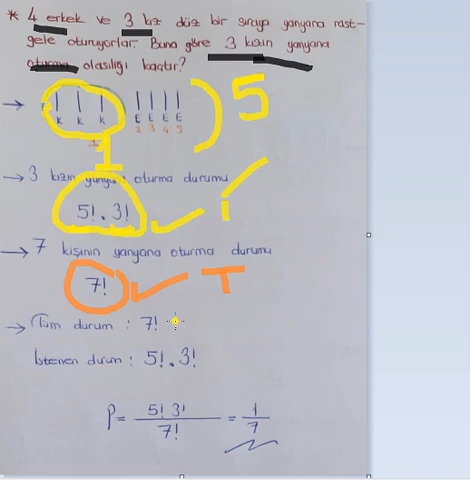 * 4 erkek ve 3 kız düz bir sıraya yanyana rast-
gele oturuyorlar. Buna göre 3 kızın yanyana
oturma olasılığı kaçtır?
→ | | | | | | | ) 5
K K K E E E E
1 2 3 4 5
1
→ 3 kızın yanyana oturma durumu
5! . 3! ✓ i
→ 7 kişinin yanyana oturma durumu
7! ✓ T
→ Tüm durum : 7!
İstenen durum : 5! . 3!
P = 5! 3! / 7! = 1 / 7